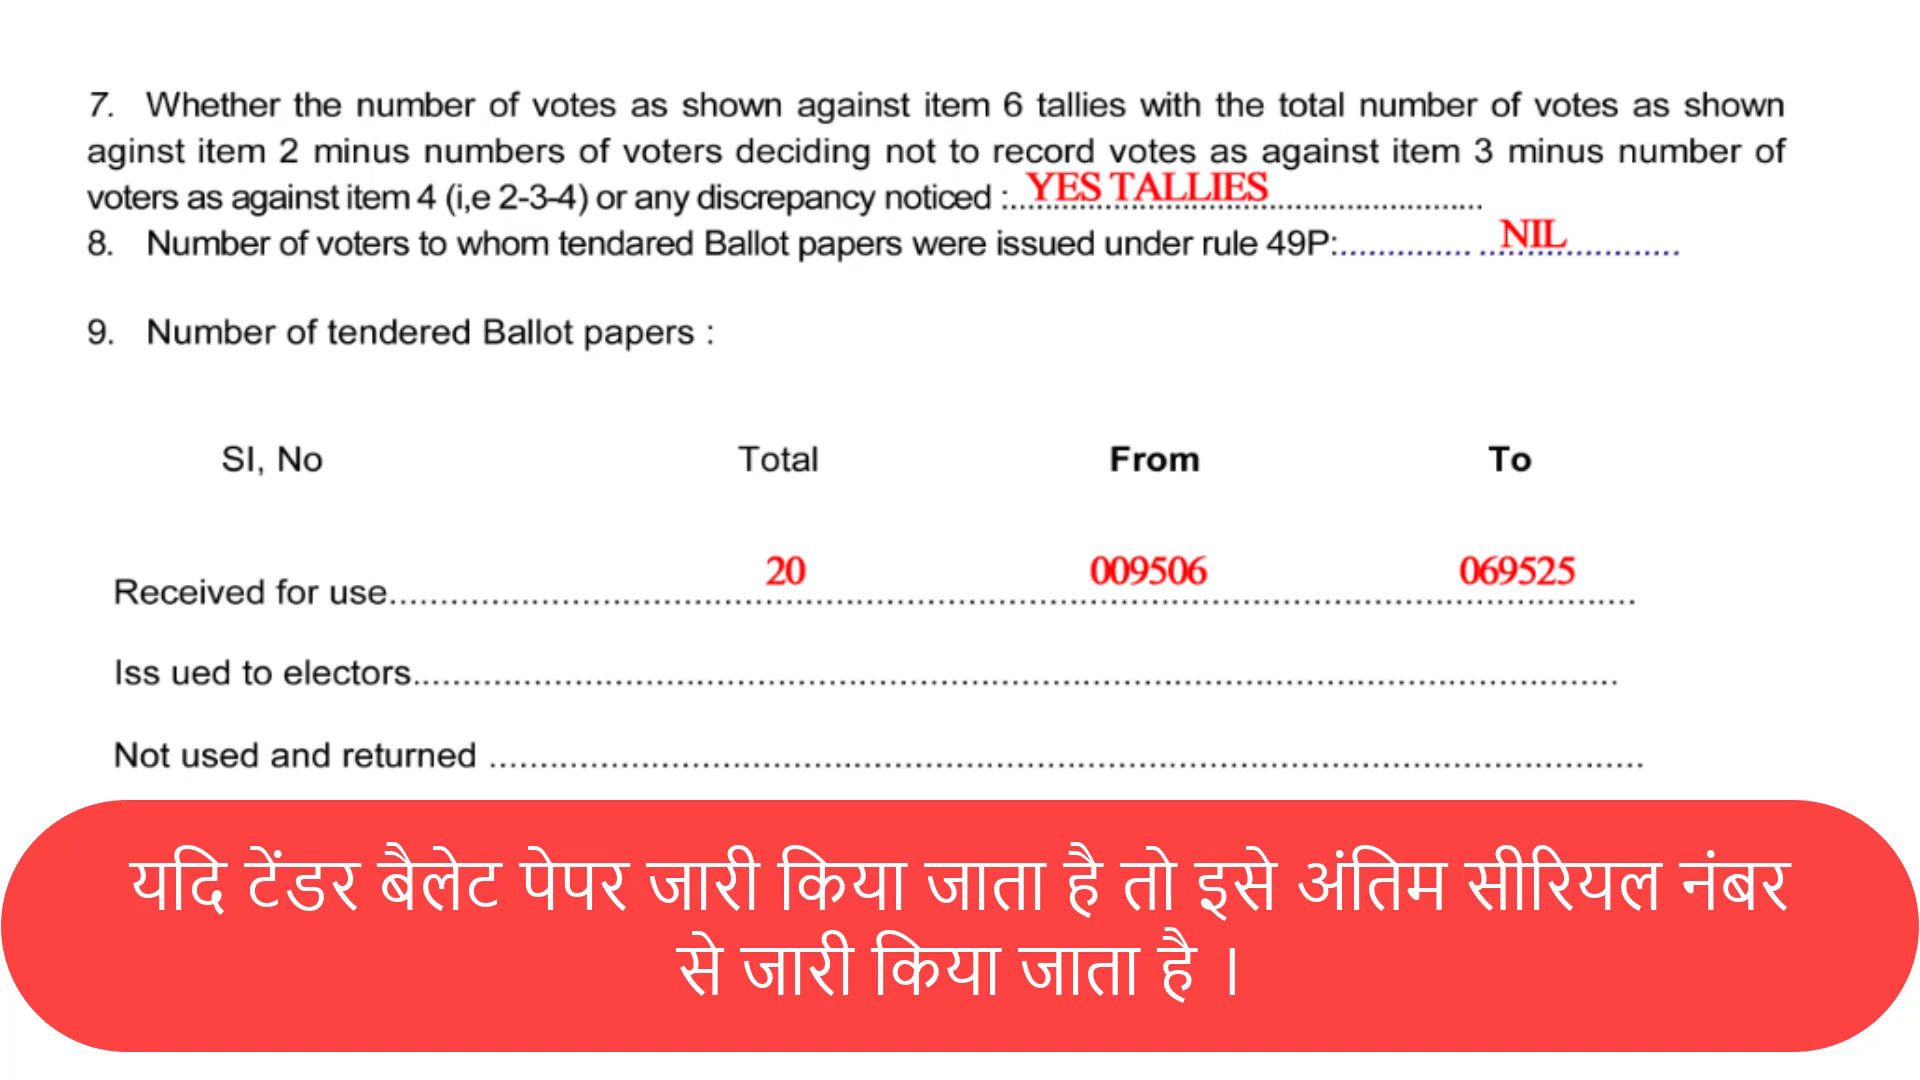 7. Whether the number of votes as shown against item 6 tallies with the total number of votes as shown
aginst item 2 minus numbers of voters deciding not to record votes as against item 3 minus number of
voters as against item 4 (i,e 2-3-4) or any discrepancy noticed :..........YES TALLIES..........
8. Number of voters to whom tendared Ballot papers were issued under rule 49P:.............. ..NIL............
9. Number of tendered Ballot papers :
SI, No Total From To
Received for use.......... 20 009506 069525
Iss ued to electors..........
Not used and returned ..........
यदि टेंडर बैलेट पेपर जारी किया जाता है तो इसे अंतिम सीरियल नंबर
से जारी किया जाता है ।